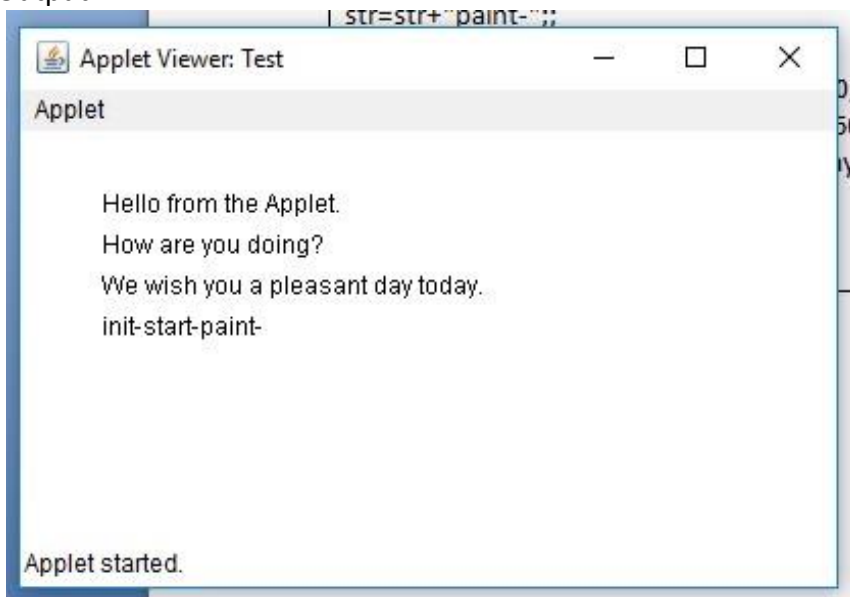 str=str+"paint-";;
Applet Viewer: Test
Applet
Hello from the Applet.
How are you doing?
We wish you a pleasant day today.
init-start-paint-
Applet started.